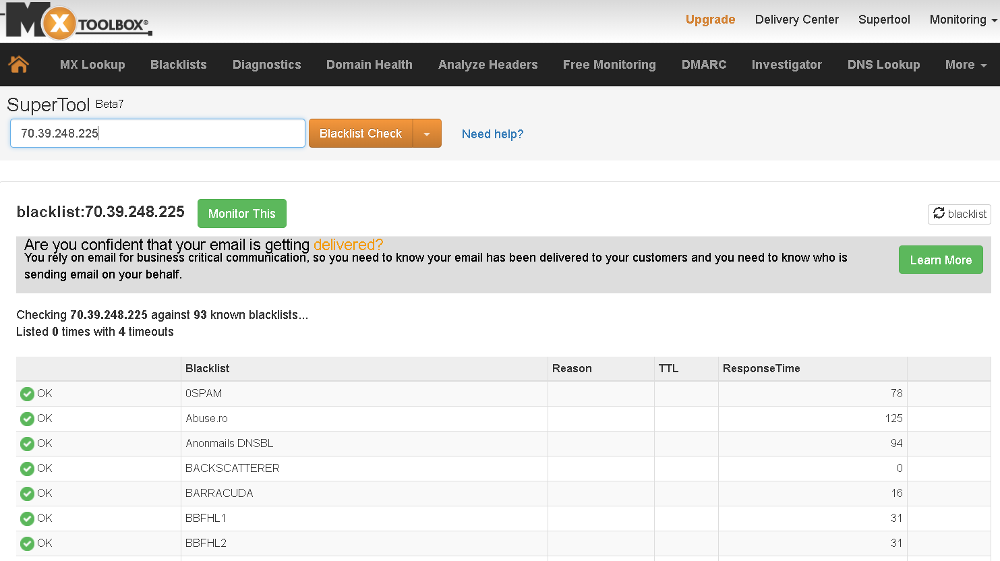 MX TOOLBOX®
Upgrade Delivery Center Supertool Monitoring
MX Lookup Blacklists Diagnostics Domain Health Analyze Headers Free Monitoring DMARC Investigator DNS Lookup More
SuperTool Beta7
70.39.248.225 Blacklist Check Need help?
blacklist:70.39.248.225 Monitor This blacklist
Are you confident that your email is getting delivered?
You rely on email for business critical communication, so you need to know your email has been delivered to your customers and you need to know who is
sending email on your behalf.
Learn More
Checking 70.39.248.225 against 93 known blacklists...
Listed 0 times with 4 timeouts
Blacklist Reason TTL ResponseTime
OK 0SPAM 78
OK Abuse.ro 125
OK Anonmails DNSBL 94
OK BACKSCATTERER 0
OK BARRACUDA 16
OK BBFHL1 31
OK BBFHL2 31